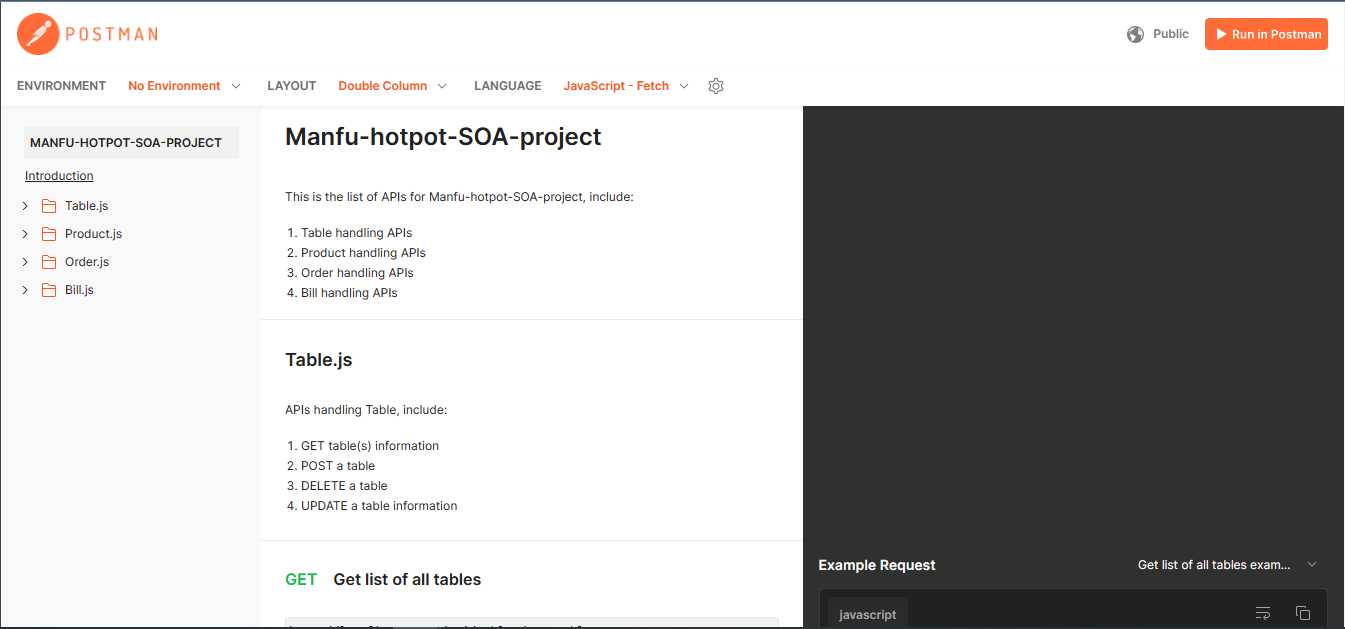 POSTMAN
Public
Run in Postman
ENVIRONMENT No Environment LAYOUT Double Column LANGUAGE JavaScript - Fetch
MANFU-HOTPOT-SOA-PROJECT
Introduction
Table.js
Product.js
Order.js
Bill.js
Manfu-hotpot-SOA-project
This is the list of APIs for Manfu-hotpot-SOA-project, include:
1. Table handling APIs
2. Product handling APIs
3. Order handling APIs
4. Bill handling APIs
Table.js
APIs handling Table, include:
1. GET table(s) information
2. POST a table
3. DELETE a table
4. UPDATE a table information
GET Get list of all tables
Example Request
Get list of all tables exam...
javascript